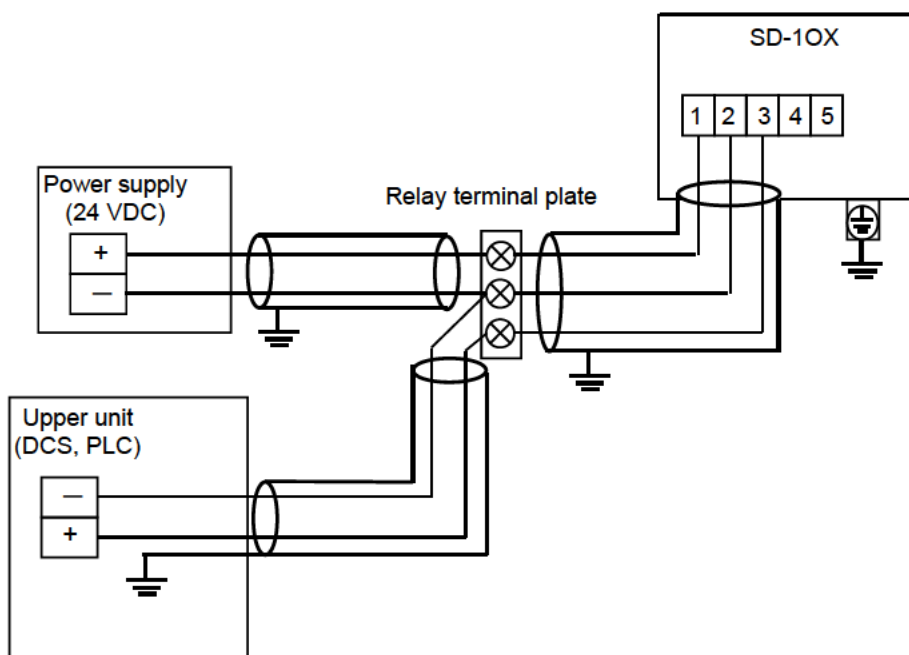 SD-1OX
1 2 3 4 5
Power supply
(24 VDC)
+
—
Relay terminal plate
Upper unit
(DCS, PLC)
—
+